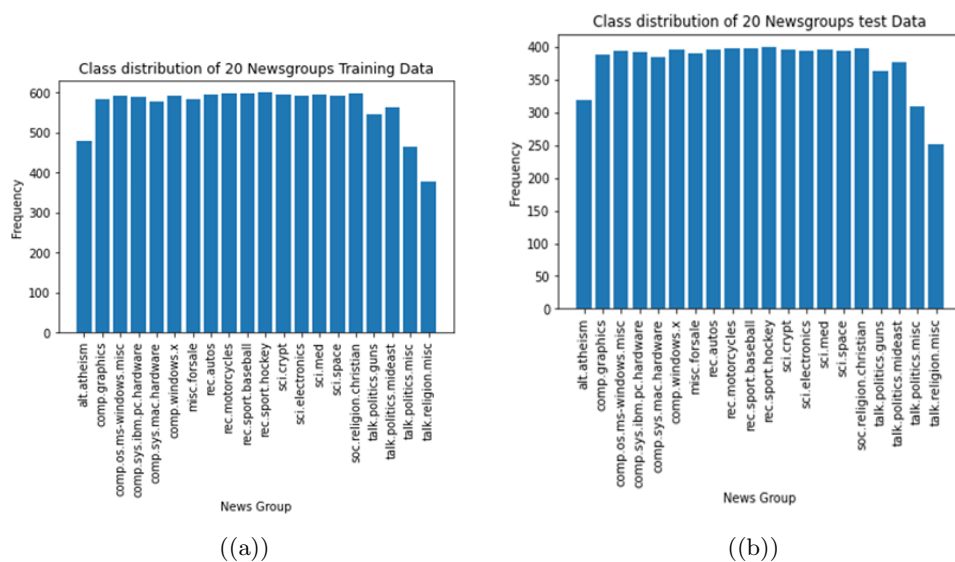 Class distribution of 20 Newsgroups Training Data
600
500
400
300
200
100
0
Frequency
alt.atheism
comp.graphics
comp.os.ms-windows.misc
comp.sys.ibm.pc.hardware
comp.sys.mac.hardware
comp.windows.x
misc.forsale
rec.autos
rec.motorcycles
rec.sport.baseball
rec.sport.hockey
sci.crypt
sci.electronics
sci.med
sci.space
soc.religion.christian
talk.politics.guns
talk.politics.mideast
talk.politics.misc
talk.religion.misc
News Group
((a))
Class distribution of 20 Newsgroups test Data
400
350
300
250
200
150
100
50
0
Frequency
alt.atheism
comp.graphics
comp.os.ms-windows.misc
comp.sys.ibm.pc.hardware
comp.sys.mac.hardware
comp.windows.x
misc.forsale
rec.autos
rec.motorcycles
rec.sport.baseball
rec.sport.hockey
sci.crypt
sci.electronics
sci.med
sci.space
soc.religion.christian
talk.politics.guns
talk.politics.mideast
talk.politics.misc
talk.religion.misc
News Group
((b))